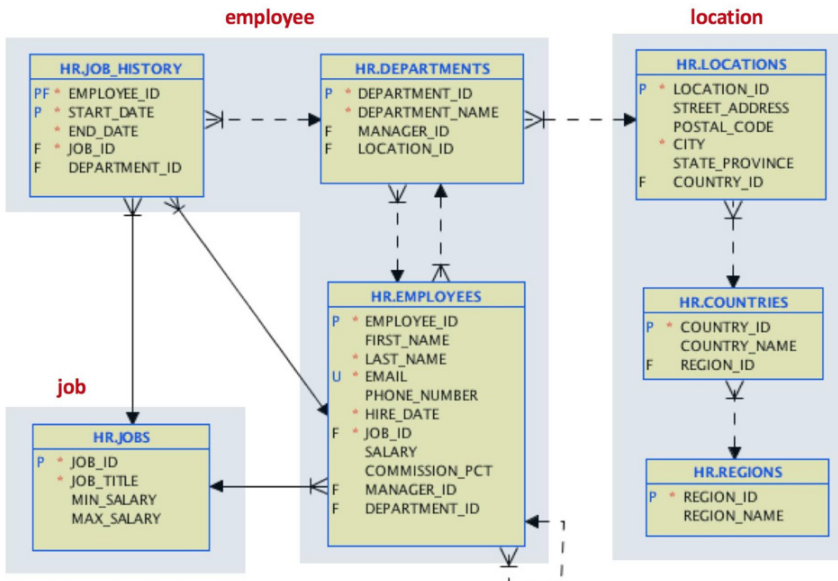 employee
HR.JOB_HISTORY
PF * EMPLOYEE_ID
P * START_DATE
* END_DATE
F * JOB_ID
F DEPARTMENT_ID
HR.DEPARTMENTS
P * DEPARTMENT_ID
* DEPARTMENT_NAME
F MANAGER_ID
F LOCATION_ID
HR.EMPLOYEES
P * EMPLOYEE_ID
FIRST_NAME
* LAST_NAME
U * EMAIL
PHONE_NUMBER
* HIRE_DATE
F * JOB_ID
SALARY
COMMISSION_PCT
F MANAGER_ID
F DEPARTMENT_ID
job
HR.JOBS
P * JOB_ID
* JOB_TITLE
MIN_SALARY
MAX_SALARY
location
HR.LOCATIONS
P * LOCATION_ID
STREET_ADDRESS
POSTAL_CODE
* CITY
STATE_PROVINCE
F COUNTRY_ID
HR.COUNTRIES
P * COUNTRY_ID
COUNTRY_NAME
F REGION_ID
HR.REGIONS
P * REGION_ID
REGION_NAME